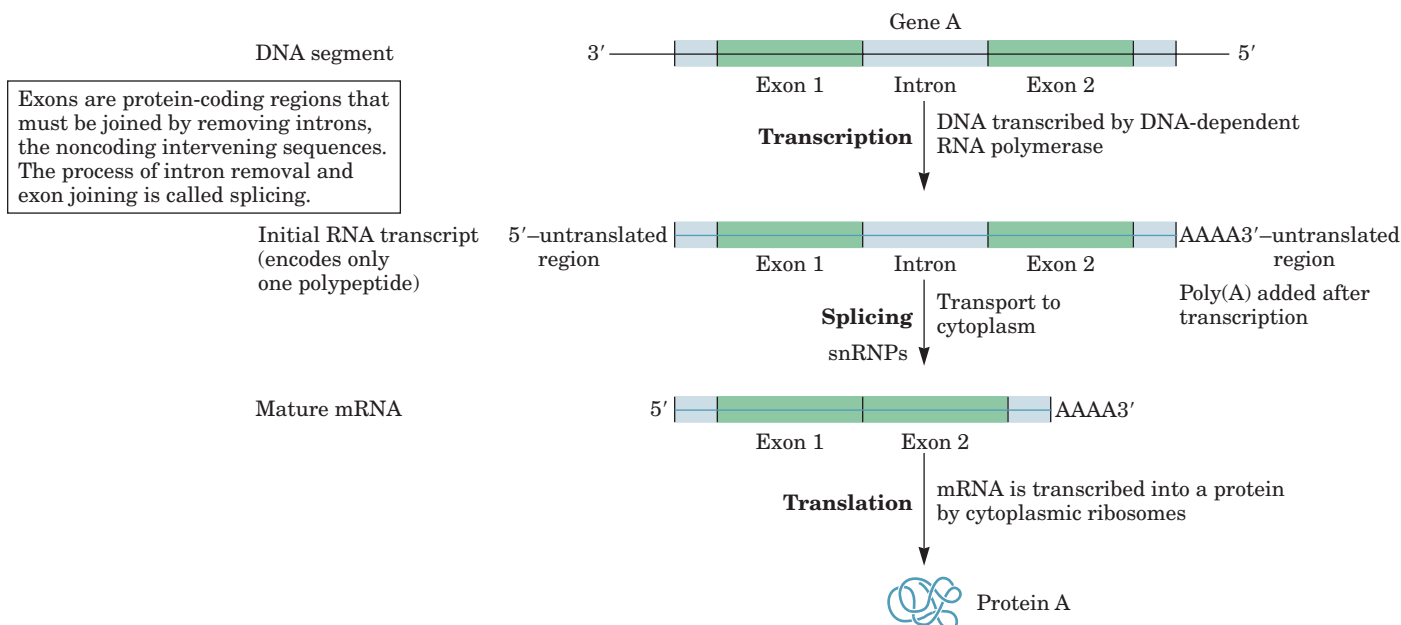 Gene A
DNA segment
3′
5′
Exon 1
Intron
Exon 2
Exons are protein-coding regions that
must be joined by removing introns,
the noncoding intervening sequences.
The process of intron removal and
exon joining is called splicing.
Transcription
DNA transcribed by DNA-dependent
RNA polymerase
Initial RNA transcript
(encodes only
one polypeptide)
5′–untranslated
region
AAAA3′–untranslated
region
Exon 1
Intron
Exon 2
Poly(A) added after
transcription
Splicing
snRNPs
Transport to
cytoplasm
Mature mRNA
5′
AAAA3′
Exon 1
Exon 2
Translation
mRNA is transcribed into a protein
by cytoplasmic ribosomes
Protein A